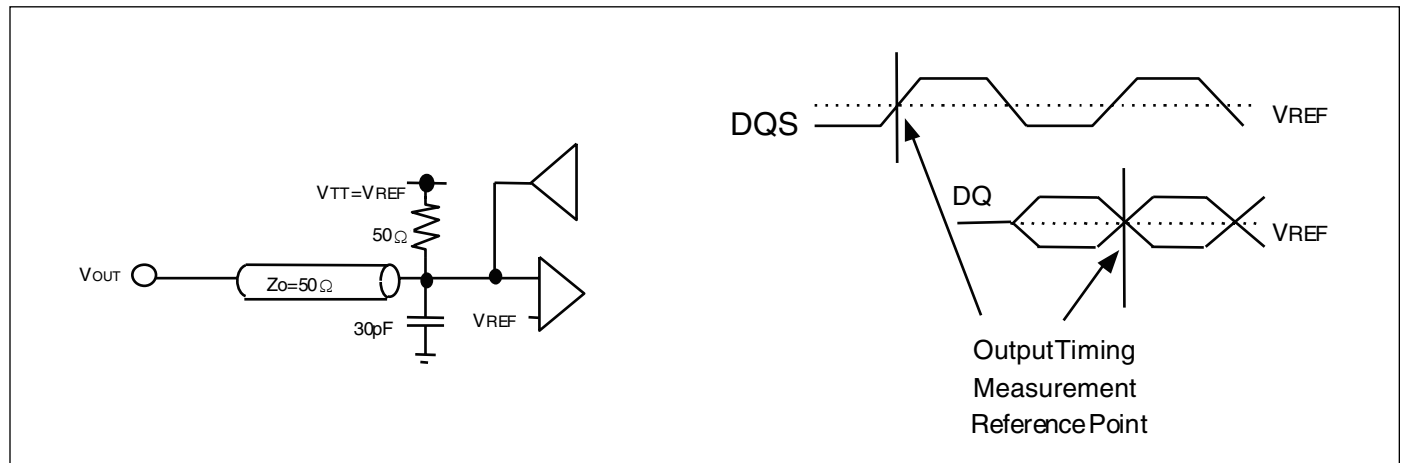 VOUT
Zo=50Ω
VTT=VREF
50Ω
30pF
VREF
DQS
VREF
DQ
VREF
OutputTiming
Measurement
ReferencePoint